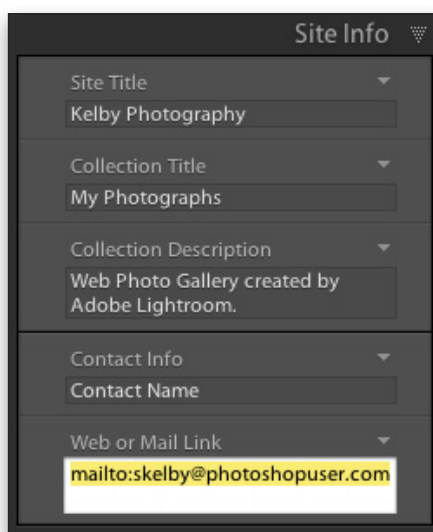 Site Info
Site Title
Kelby Photography
Collection Title
My Photographs
Collection Description
Web Photo Gallery created by
Adobe Lightroom.
Contact Info
Contact Name
Web or Mail Link
mailto:skelby@photoshopuser.com